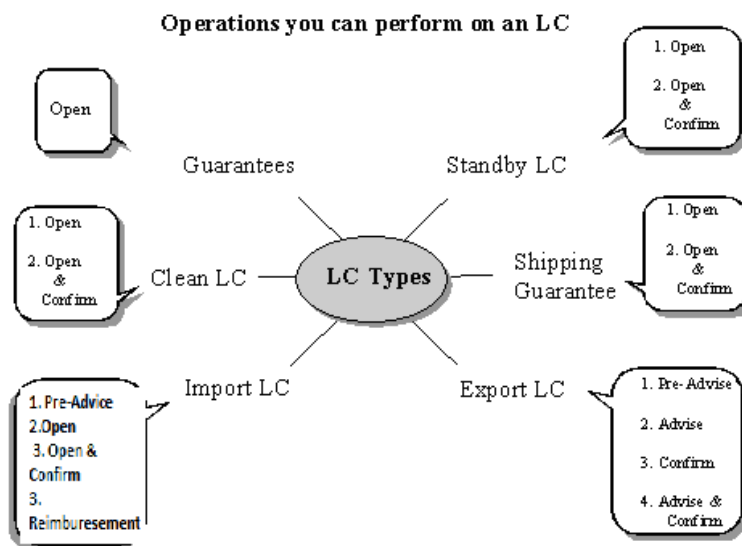 Operations you can perform on an LC
Open
Guarantees
1. Open
2. Open
&
Confirm
Standby LC
1. Open
2. Open
&
Confirm
Clean LC
LC Types
Shipping
Guarantee
1. Open
2. Open
&
Confirm
1. Pre-Advice
2.Open
3. Open &
Confirm
3.
Reimburesement
Import LC
Export LC
1. Pre- Advise
2. Advise
3. Confirm
4. Advise &
Confirm